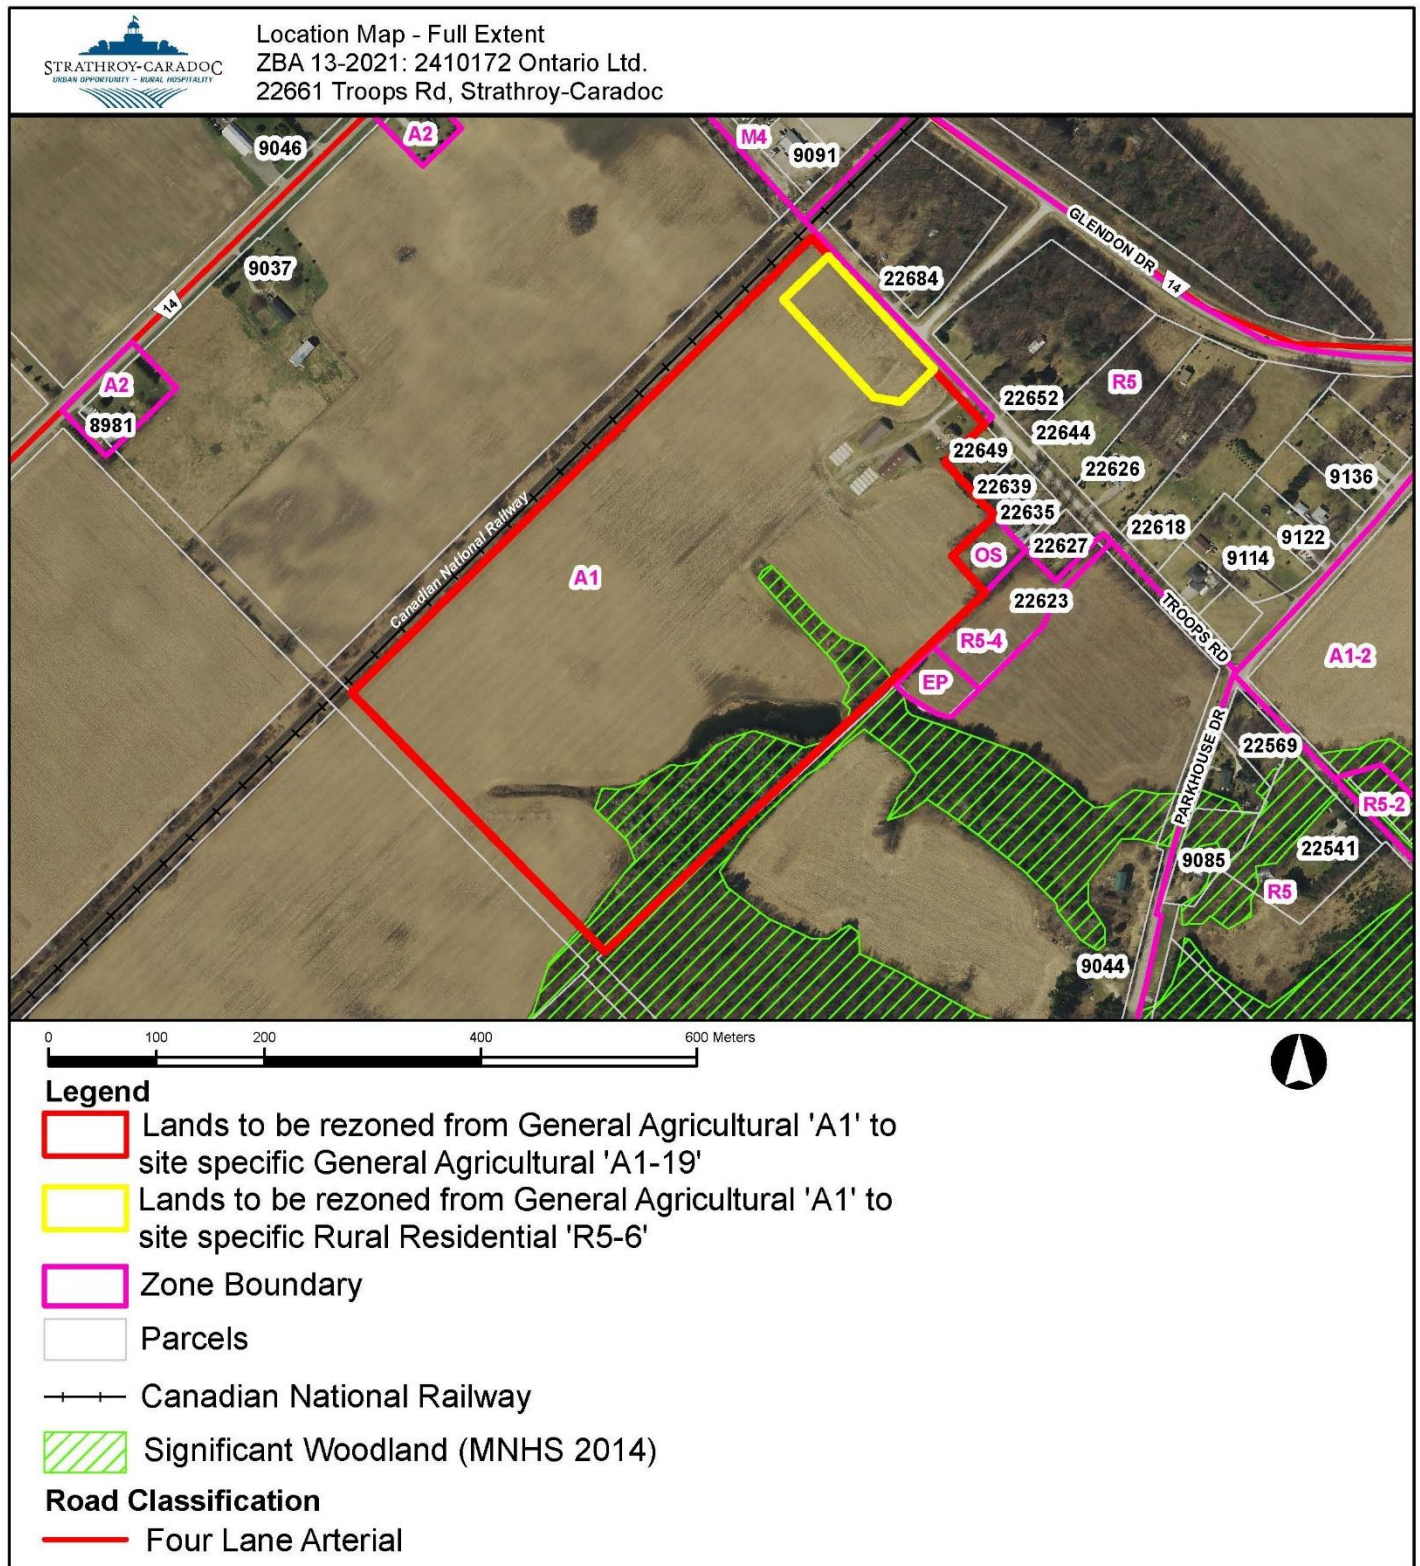 STRATHROY-CARADOC
URBAN OPPORTUNITY - RURAL HOSPITALITY
Location Map - Full Extent
ZBA 13-2021: 2410172 Ontario Ltd.
22661 Troops Rd, Strathroy-Caradoc
A2
M4
9046
9091
GLENDON DR
14
9037
22684
14
A2
8981
22652
R5
22644
22649
22626
9136
22639
22635
22618
9122
22627
9114
OS
Canadian National Railway
A1
22623
TROOPS RD
R5-4
A1-2
EP
PARKHOUSE DR
22569
R5-2
22541
9085
R5
9044
0 100 200 400 600 Meters
Legend
Lands to be rezoned from General Agricultural 'A1' to
site specific General Agricultural 'A1-19'
Lands to be rezoned from General Agricultural 'A1' to
site specific Rural Residential 'R5-6'
Zone Boundary
Parcels
Canadian National Railway
Significant Woodland (MNHS 2014)
Road Classification
Four Lane Arterial